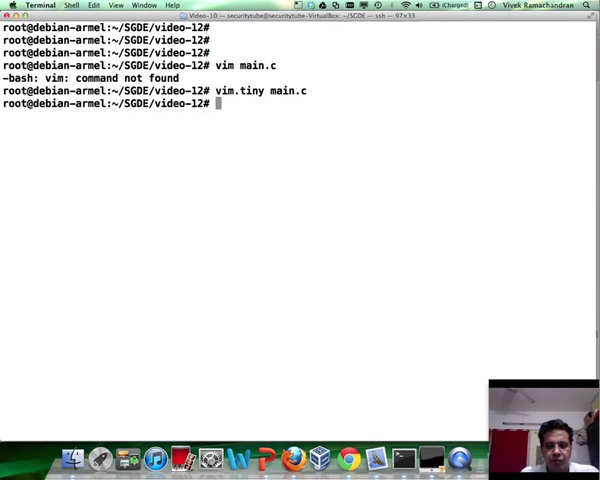 Terminal Shell Edit View Window Help
(Charged)
Vivek Ramachandran
Video-10 — securitytube@securitytube-VirtualBox: ~/SGDE — ssh — 97×33
root@debian-armel:~/SGDE/video-12#
root@debian-armel:~/SGDE/video-12#
root@debian-armel:~/SGDE/video-12#
root@debian-armel:~/SGDE/video-12# vim main.c
-bash: vim: command not found
root@debian-armel:~/SGDE/video-12# vim.tiny main.c
root@debian-armel:~/SGDE/video-12#